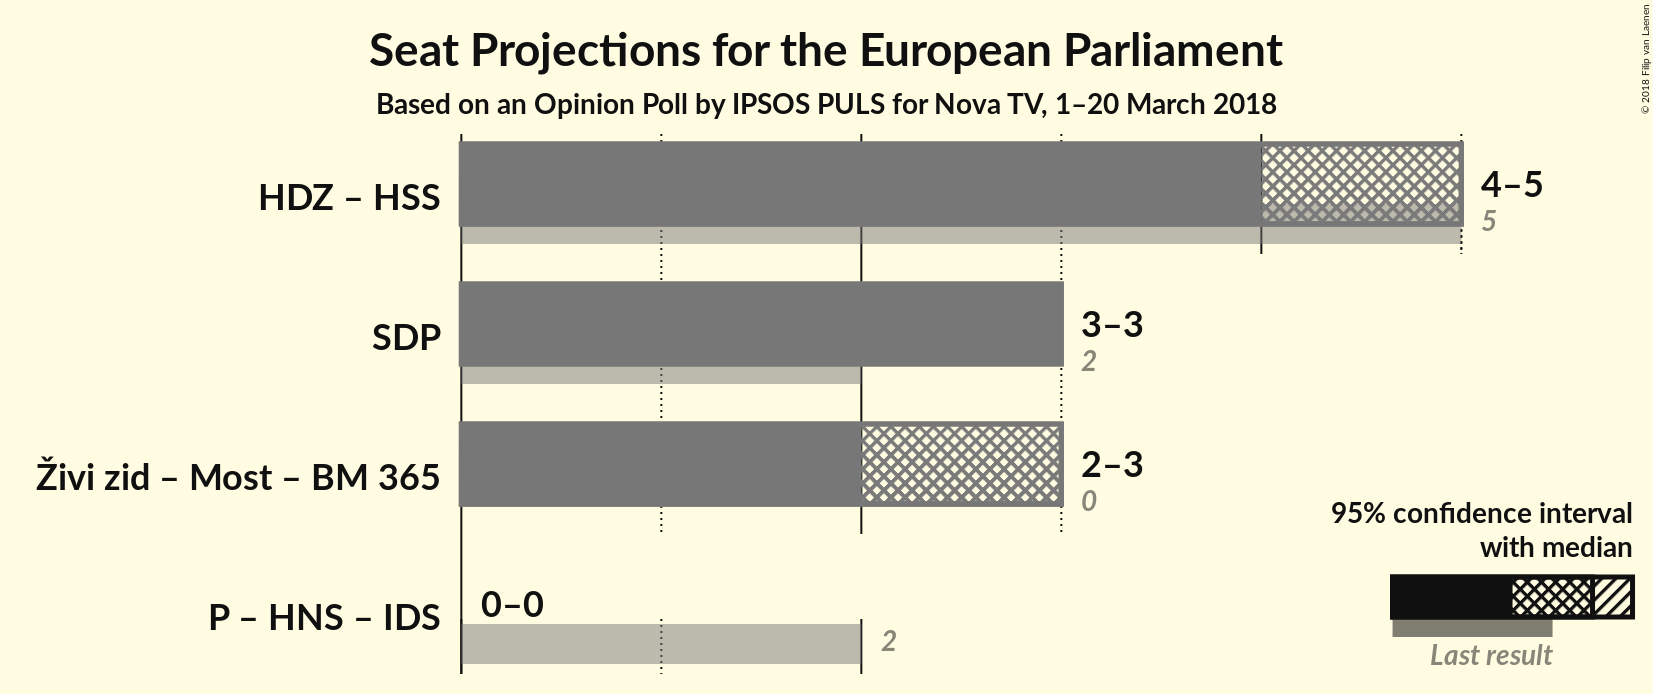 Seat Projections for the European Parliament
Based on an Opinion Poll by IPSOS PULS for Nova TV, 1–20 March 2018
© 2018 Filip van Laenen
HDZ – HSS
4–5
5
SDP
3–3
2
Živi zid – Most – BM 365
2–3
0
P – HNS – IDS
0–0
2
95% confidence interval
with median
Last result